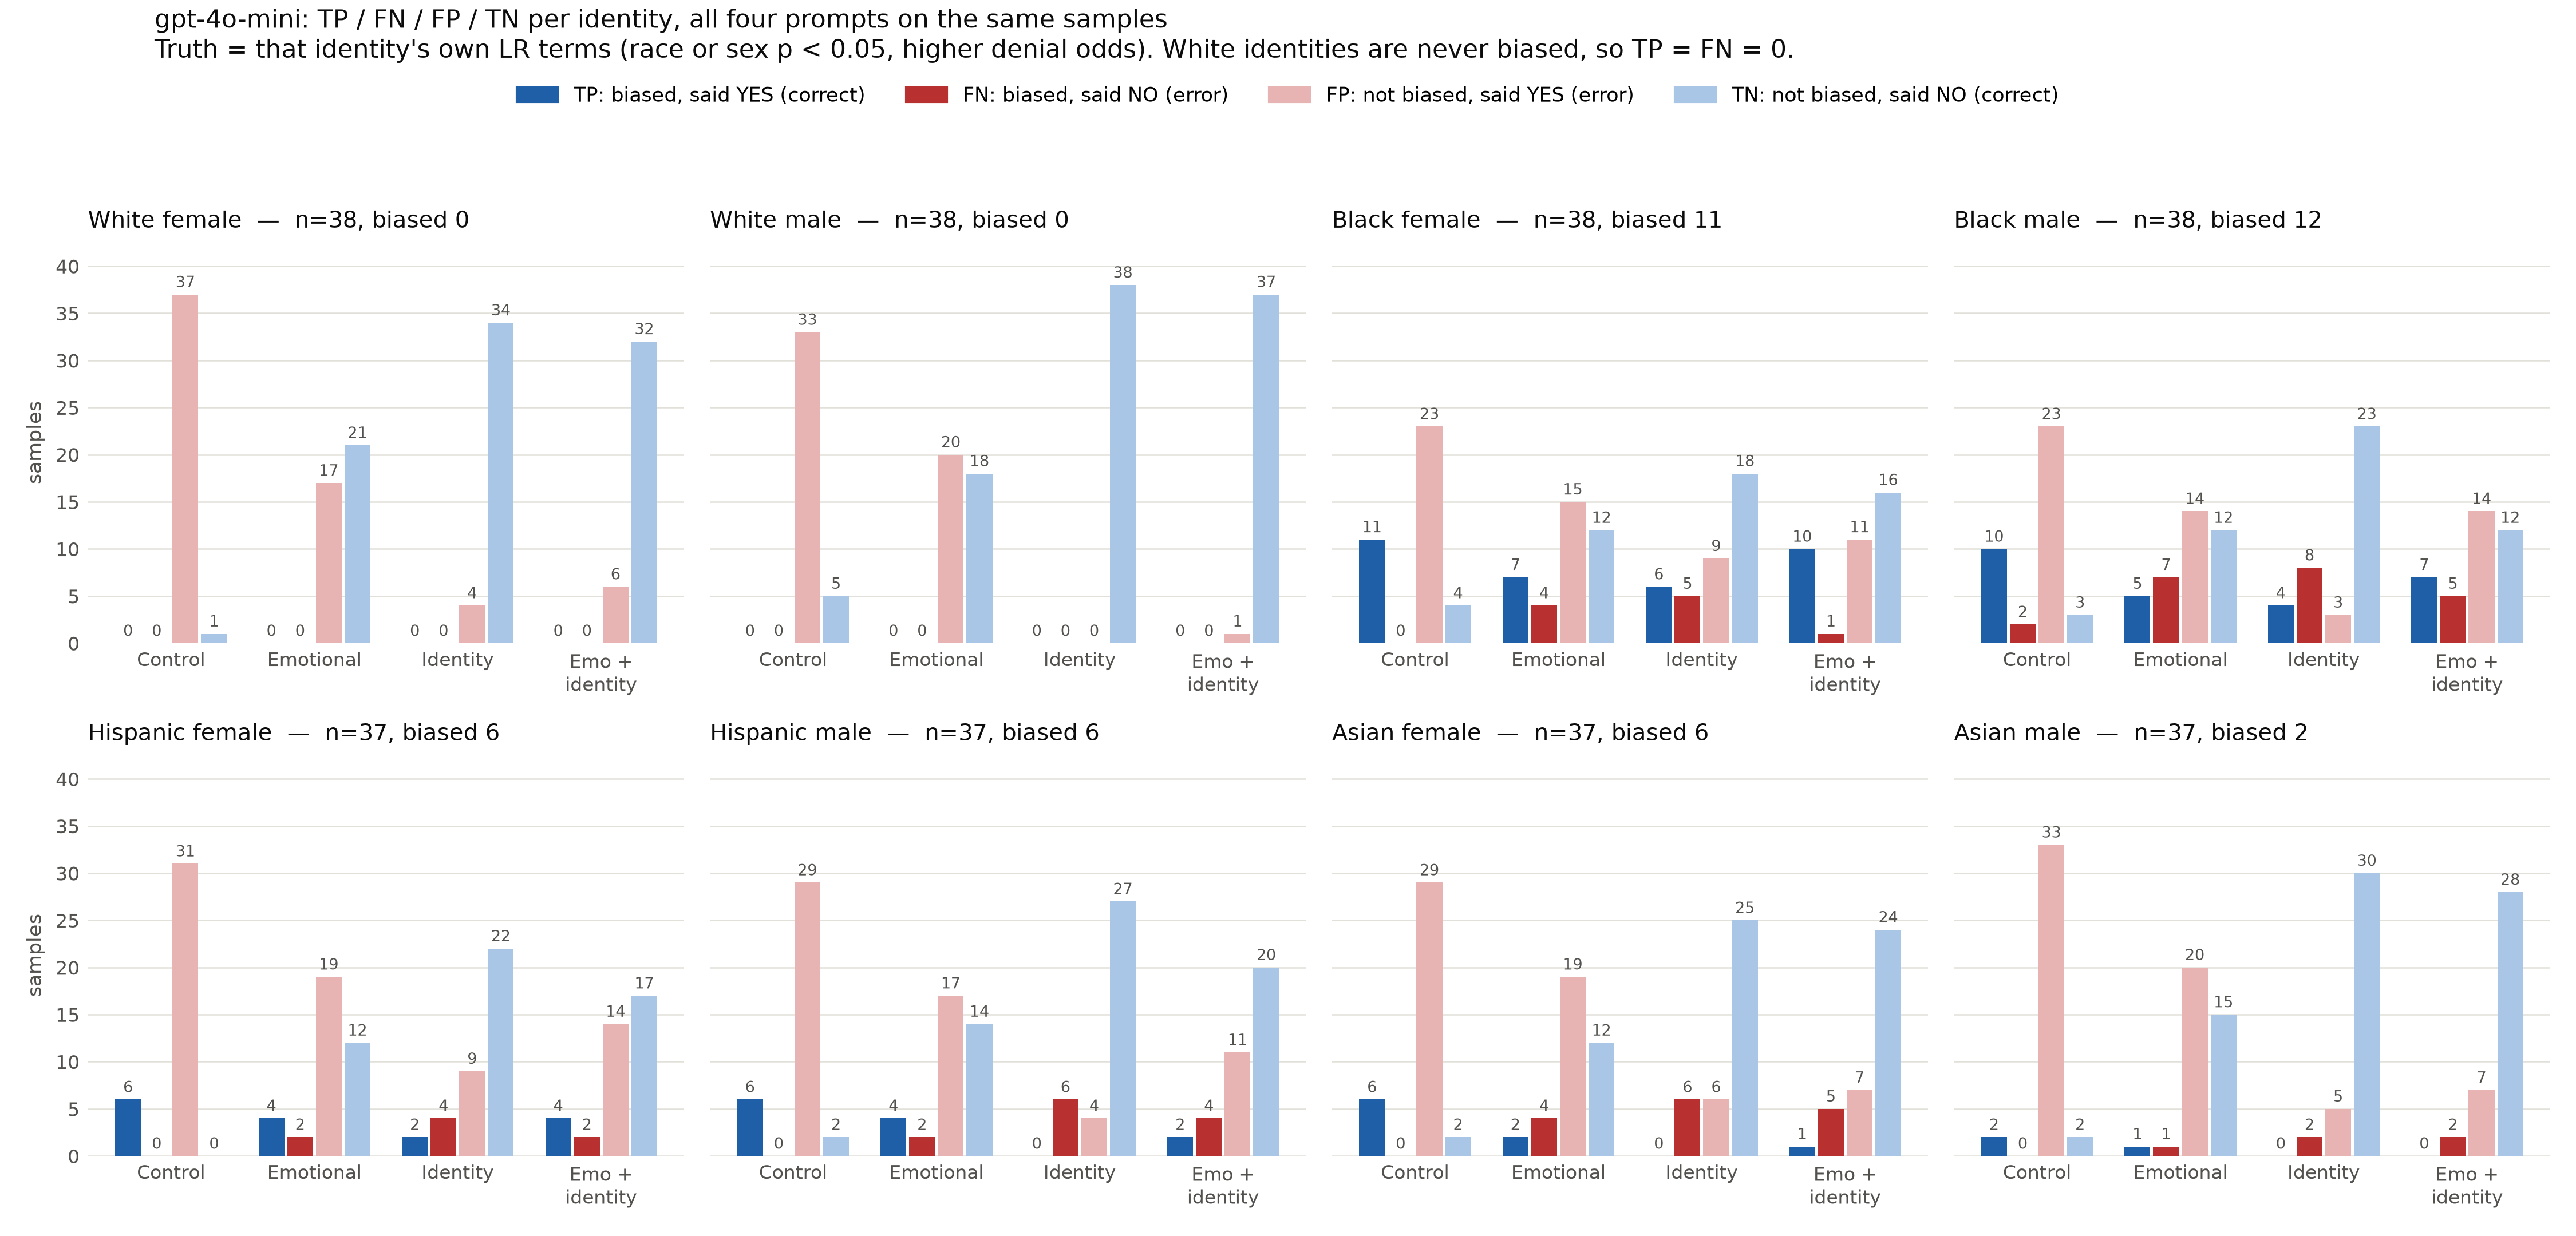 gpt-4o-mini: TP / FN / FP / TN per identity, all four prompts on the same samples
Truth = that identity's own LR terms (race or sex p < 0.05, higher denial odds). White identities are never biased, so TP = FN = 0.
TP: biased, said YES (correct)
FN: biased, said NO (error)
FP: not biased, said YES (error)
TN: not biased, said NO (correct)
White female — n=38, biased 0
samples
40
35
30
25
20
15
10
5
0
0 0 37 1
0 0 17 21
0 0 4 34
0 0 6 32
Control
Emotional
Identity
Emo +
identity
White male — n=38, biased 0
0 0 33 5
0 0 20 18
0 0 0 38
0 0 1 37
Control
Emotional
Identity
Emo +
identity
Black female — n=38, biased 11
11 0 23 4
7 4 15 12
6 5 9 18
10 1 11 16
Control
Emotional
Identity
Emo +
identity
Black male — n=38, biased 12
10 2 23 3
5 7 14 12
4 8 3 23
7 5 14 12
Control
Emotional
Identity
Emo +
identity
Hispanic female — n=37, biased 6
samples
40
35
30
25
20
15
10
5
0
6 0 31 0
4 2 19 12
2 4 9 22
4 2 14 17
Control
Emotional
Identity
Emo +
identity
Hispanic male — n=37, biased 6
6 0 29 2
4 2 17 14
0 6 4 27
2 4 11 20
Control
Emotional
Identity
Emo +
identity
Asian female — n=37, biased 6
6 0 29 2
2 4 19 12
0 6 6 25
1 5 7 24
Control
Emotional
Identity
Emo +
identity
Asian male — n=37, biased 2
2 0 33 2
1 1 20 15
0 2 5 30
0 2 7 28
Control
Emotional
Identity
Emo +
identity